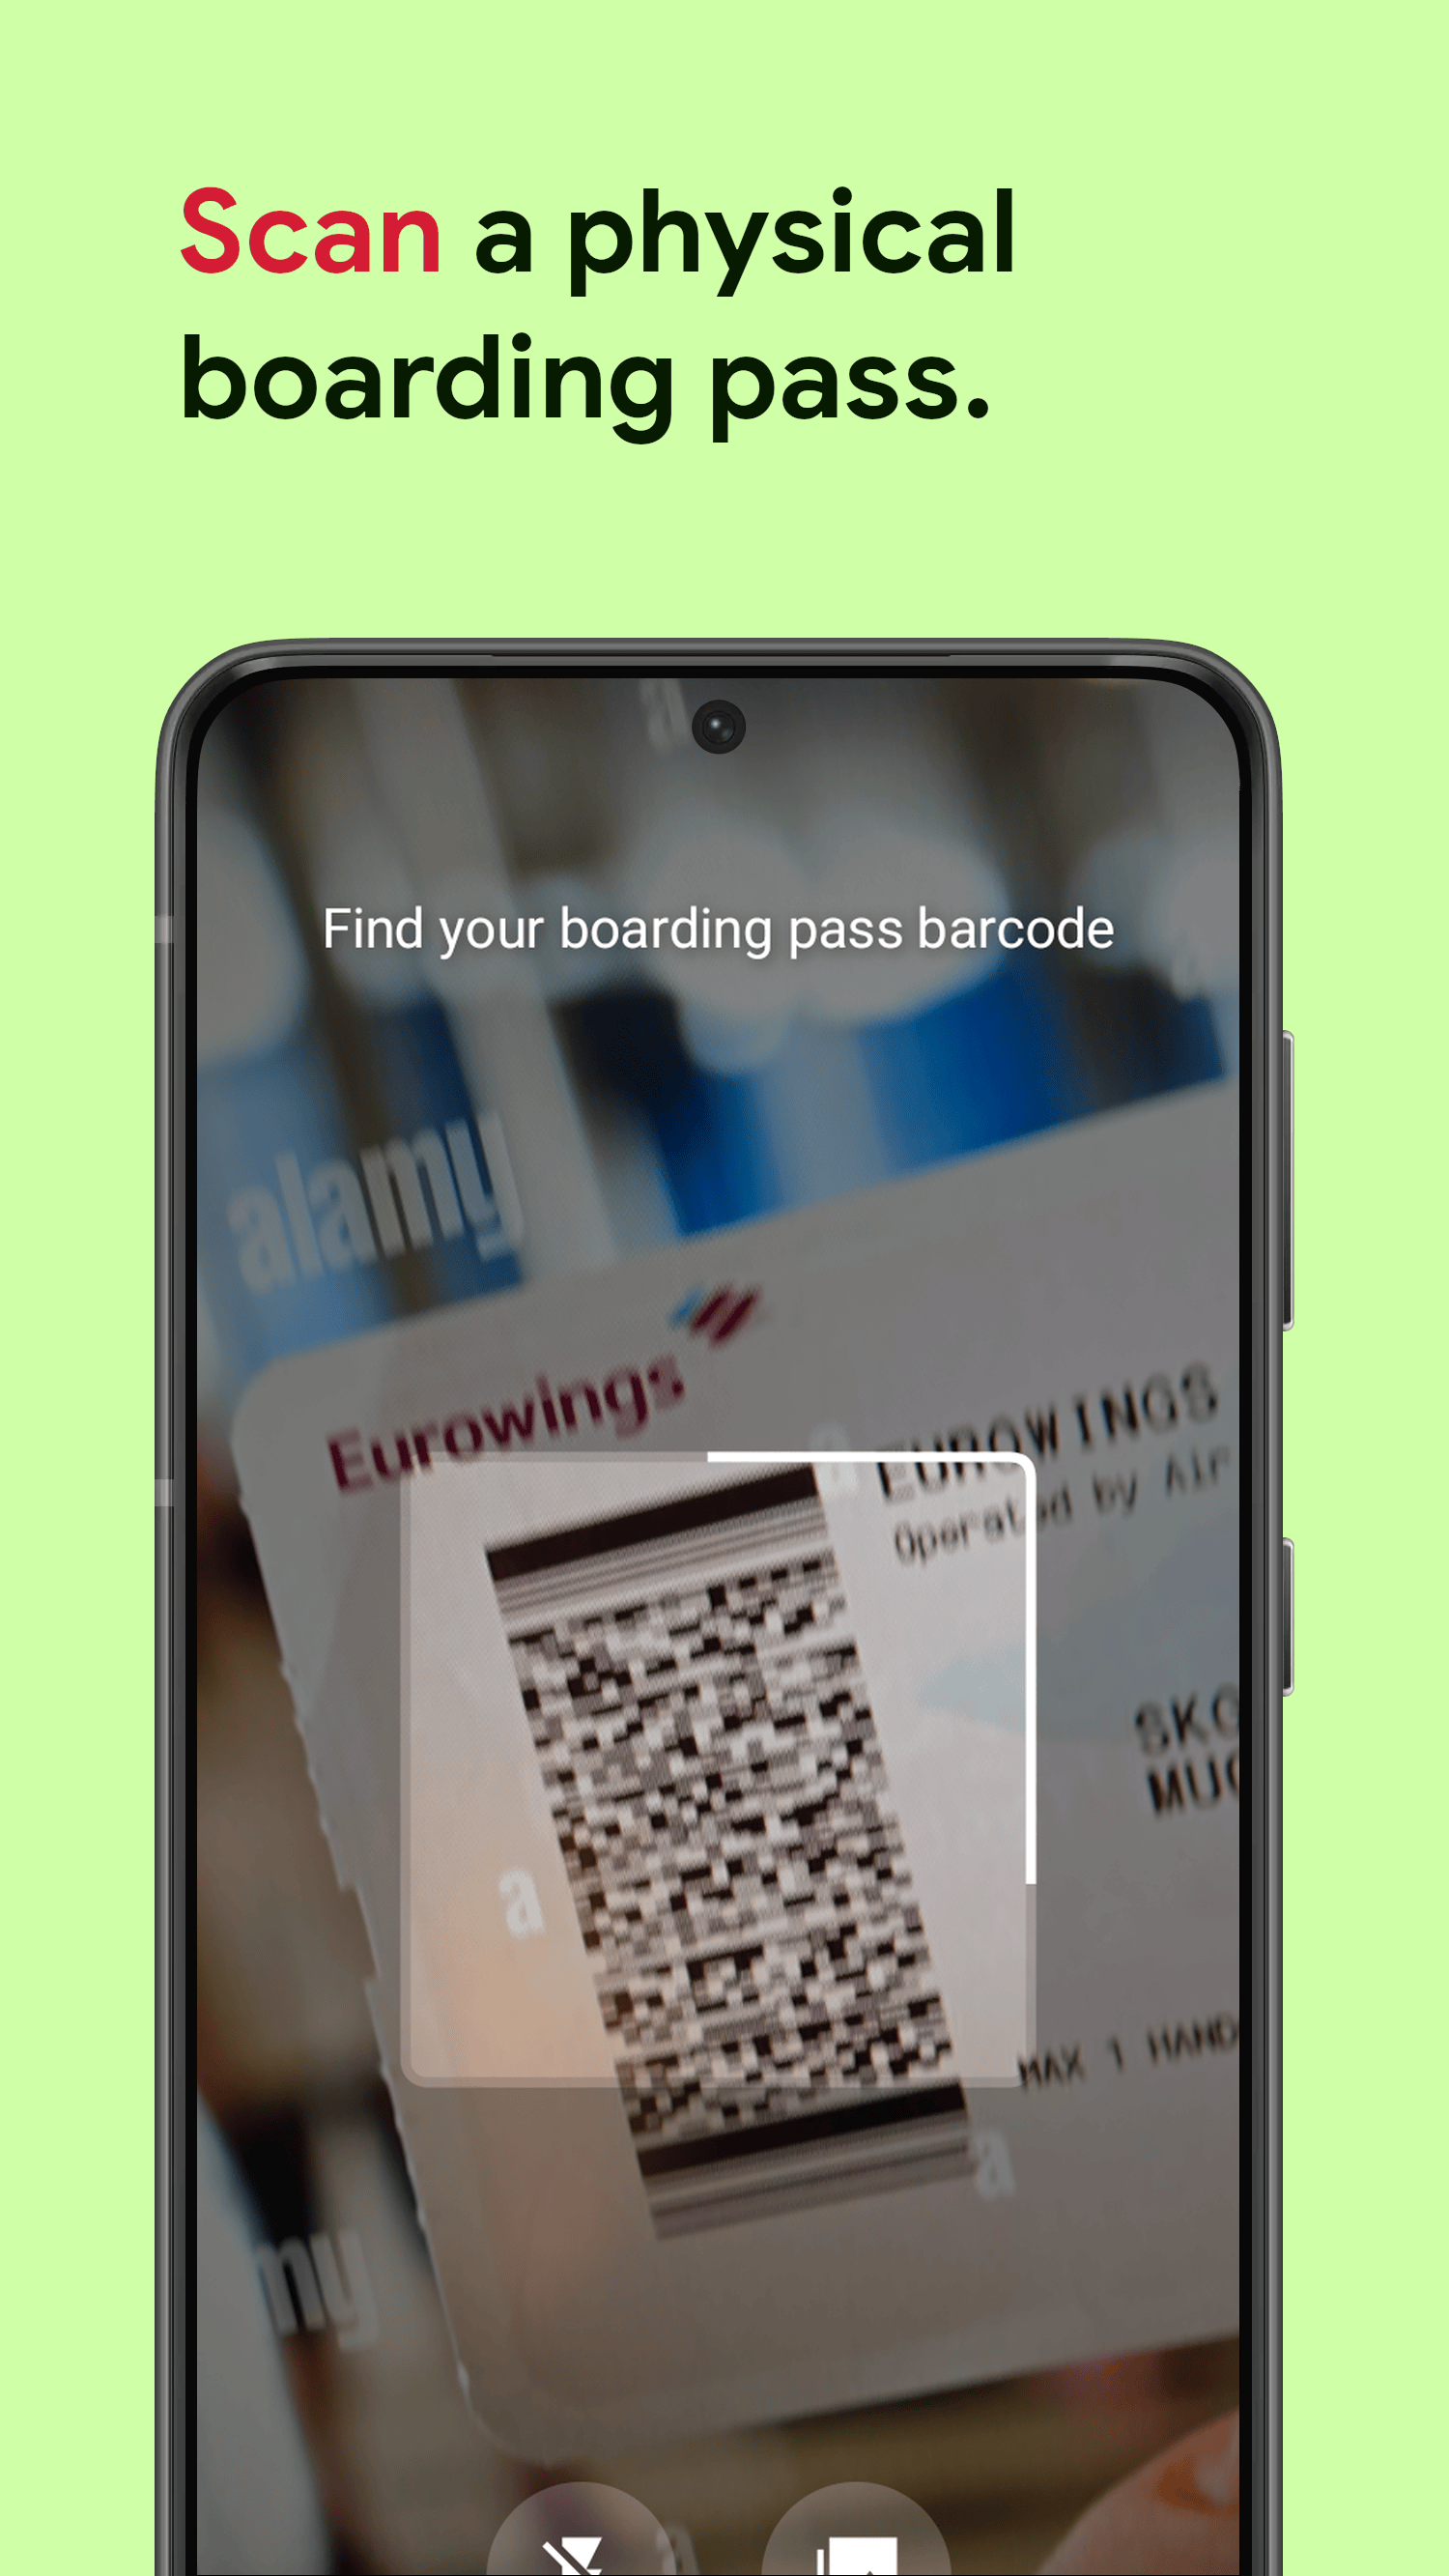 Scan a physical
boarding pass.
a
Find your boarding pass barcode
a
alamy
Eurowings
a
EUROWINGS
Operated by Air
SKG
MUC
a
MAX 1 HAND
a
my
a